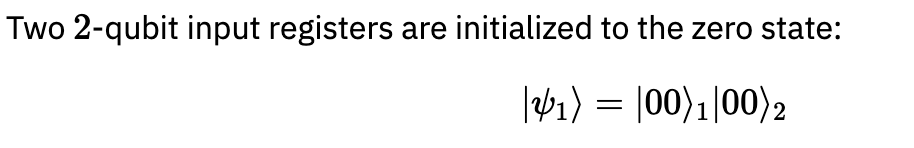 Two 2-qubit input registers are initialized to the zero state:
|ψ₁⟩ = |00⟩₁|00⟩₂